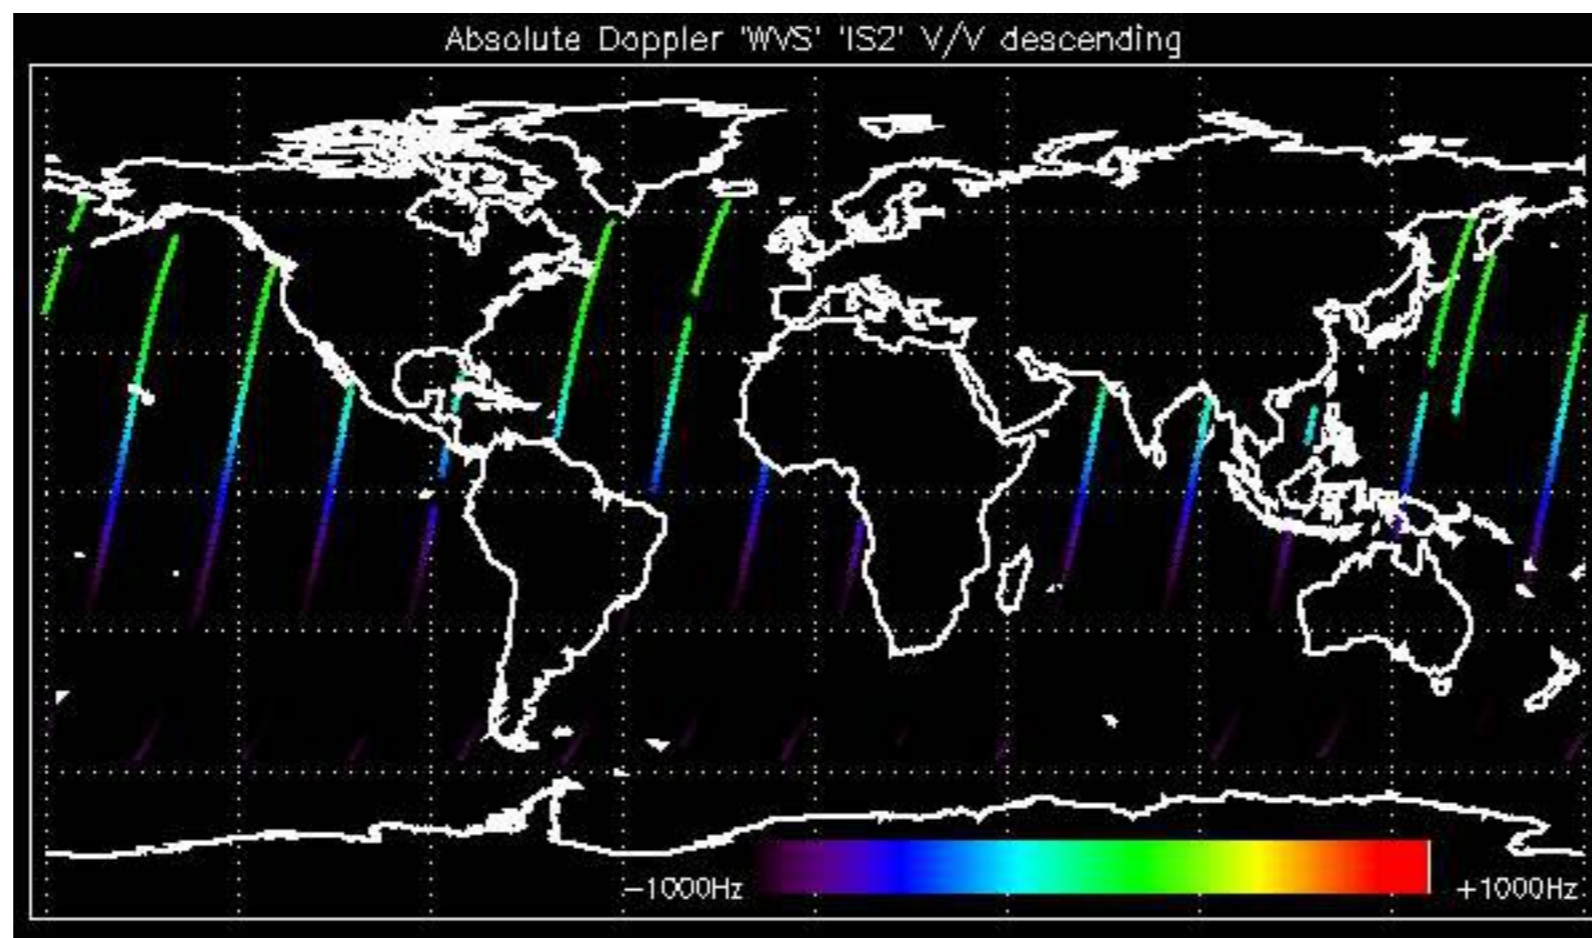 Absolute Doppler 'WVS' 'IS2' V/V descending
-1000Hz +1000Hz